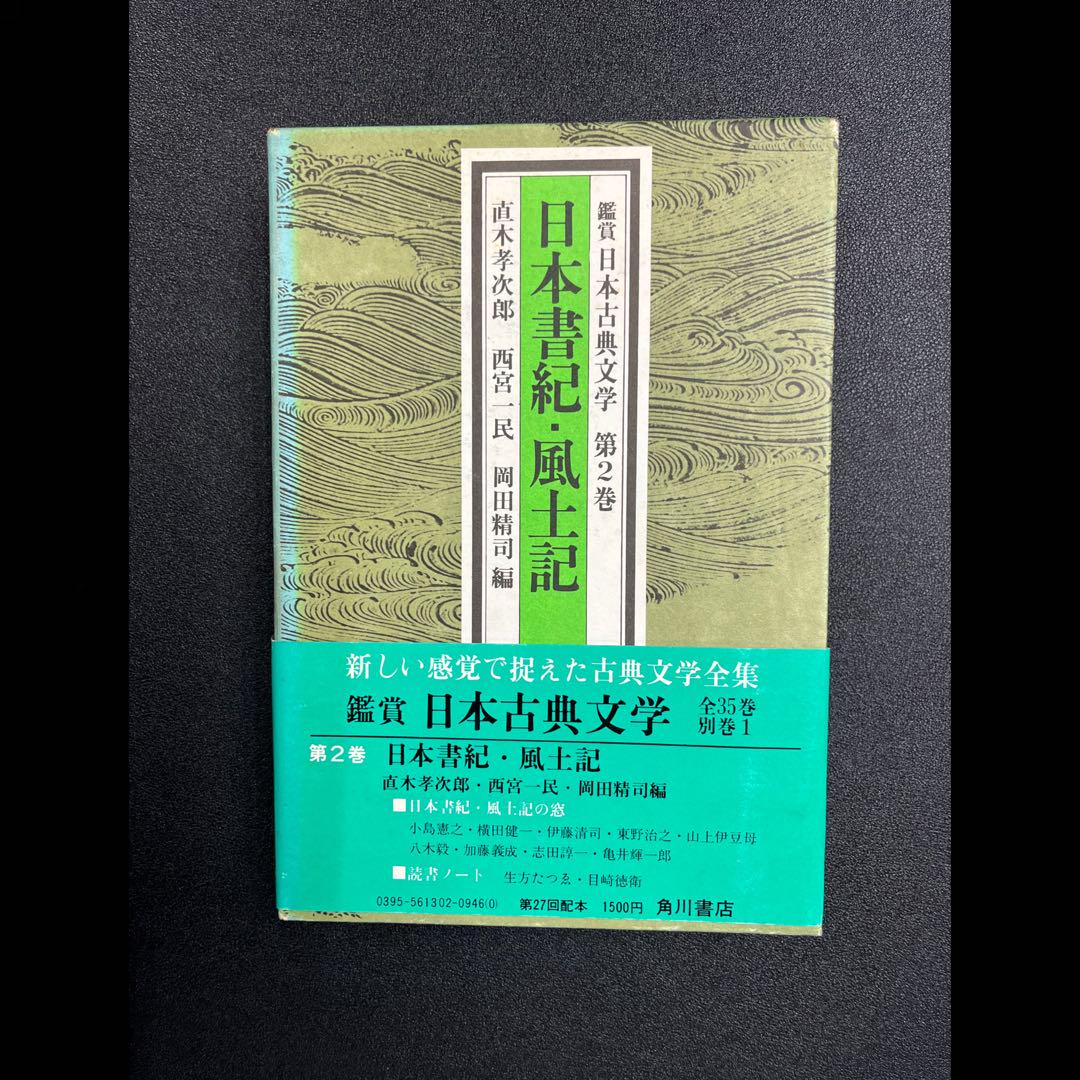 鑑賞 日本古典文学 第2巻
日本書紀・風土記
直木孝次郎 西宮一民 岡田精司 編
新しい感覚で捉えた古典文学全集
鑑賞 日本古典文学 全35巻 別巻1
第2巻 日本書紀・風土記
直木孝次郎・西宮一民・岡田精司編
■日本書紀・風土記の窓
小島憲之・横田健一・伊藤清司・東野治之・山上伊豆母
八木毅・加藤義成・志田諄一・亀井輝一郎
■読書ノート 生方たつゑ・目崎徳衛
0395-561302-0946(0) 第27回配本 1500円 角川書店